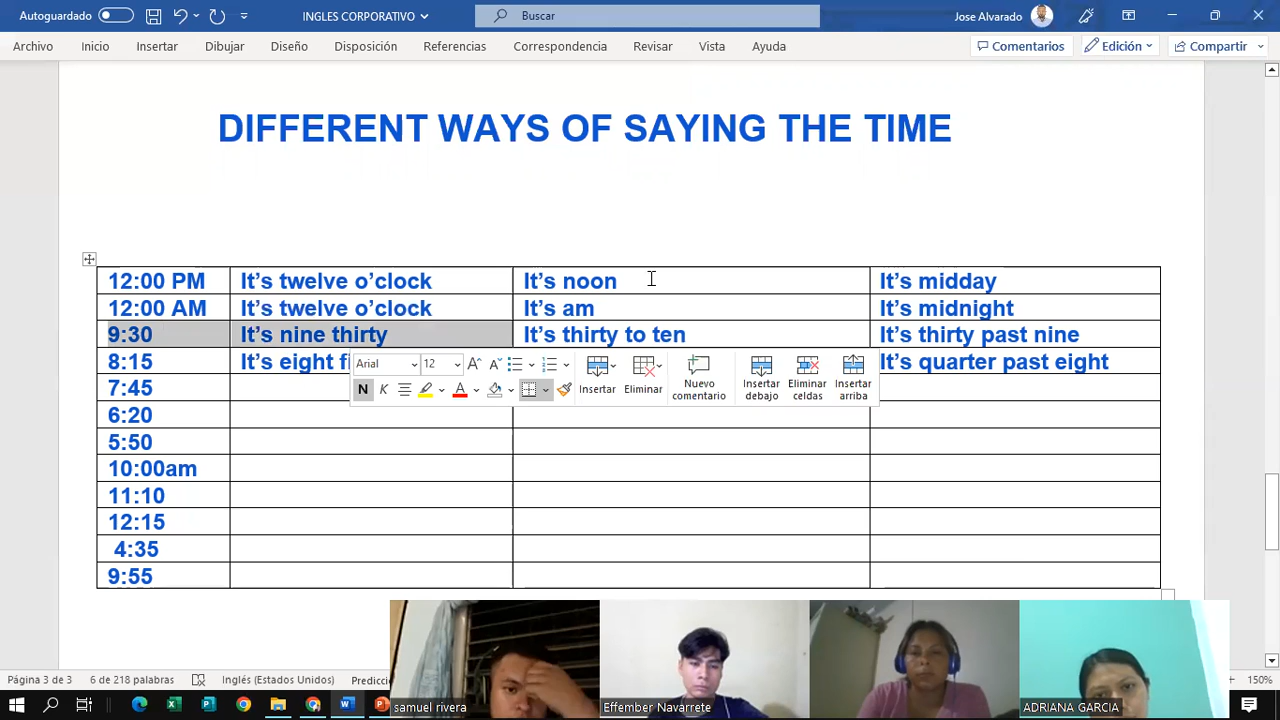 Autoguardado
INGLES CORPORATIVO
Buscar
Jose Alvarado
Archivo Inicio Insertar Dibujar Diseño Disposición Referencias Correspondencia Revisar Vista Ayuda
Comentarios Edición Compartir
DIFFERENT WAYS OF SAYING THE TIME
12:00 PM It’s twelve o’clock It’s noon It’s midday
12:00 AM It’s twelve o’clock It’s am It’s midnight
9:30 It’s nine thirty It’s thirty to ten It’s thirty past nine
8:15 It’s eight fi It’s quarter past eight
Arial 12
N K
Insertar Eliminar
Nuevo comentario
Insertar debajo
Eliminar celdas
Insertar arriba
7:45
6:20
5:50
10:00am
11:10
12:15
4:35
9:55
samuel rivera
Effember Navarrete
ADRIANA GARCIA
Página 3 de 3 6 de 218 palabras Inglés (Estados Unidos) Predicci
150%